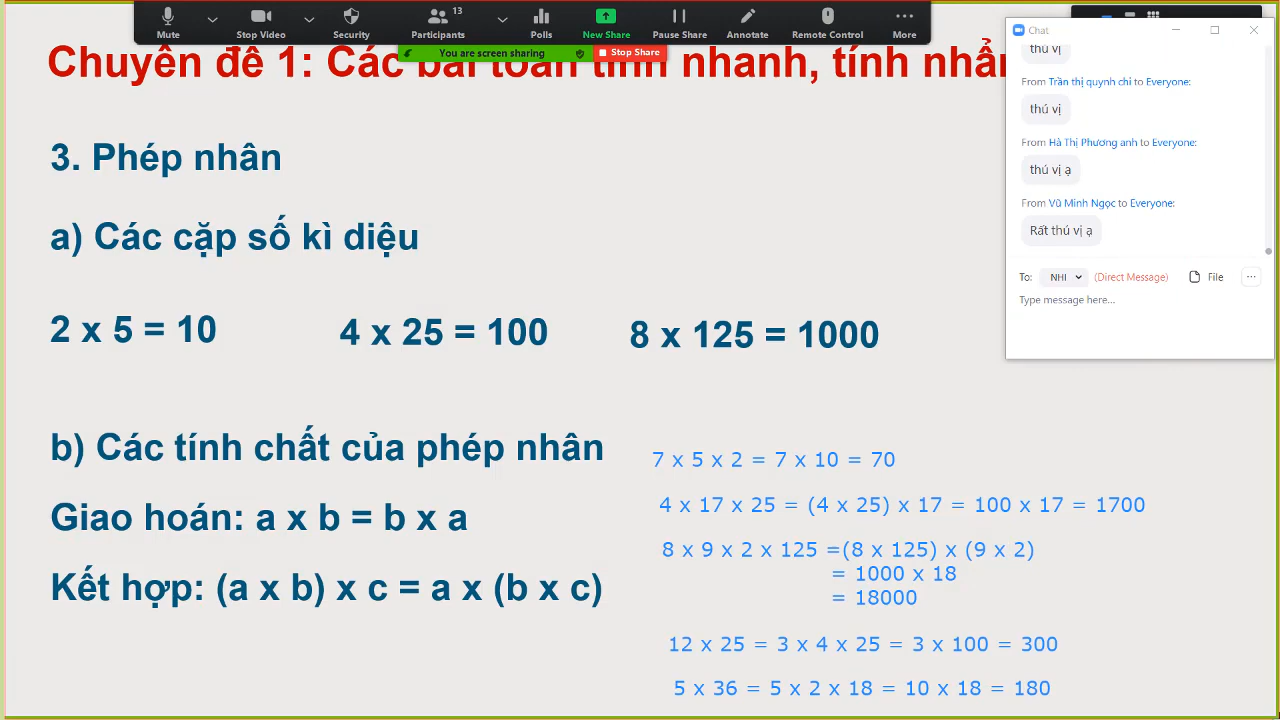 Mute
Stop Video
Security
13
Participants
Polls
New Share
Pause Share
Annotate
Remote Control
More
You are screen sharing
Stop Share
Chuyên đề 1: Các bài toán tính nhanh, tính nhẩm
3. Phép nhân
a) Các cặp số kì diệu
2 x 5 = 10
4 x 25 = 100
8 x 125 = 1000
b) Các tính chất của phép nhân
Giao hoán: a x b = b x a
Kết hợp: (a x b) x c = a x (b x c)
7 x 5 x 2 = 7 x 10 = 70
4 x 17 x 25 = (4 x 25) x 17 = 100 x 17 = 1700
8 x 9 x 2 x 125 =(8 x 125) x (9 x 2)
= 1000 x 18
= 18000
12 x 25 = 3 x 4 x 25 = 3 x 100 = 300
5 x 36 = 5 x 2 x 18 = 10 x 18 = 180
Chat
thú vị
From Trần thị quynh chi to Everyone:
thú vị
From Hà Thị Phương anh to Everyone:
thú vị ạ
From Vũ Minh Ngọc to Everyone:
Rất thú vị ạ
To: NHI (Direct Message) File
Type message here...